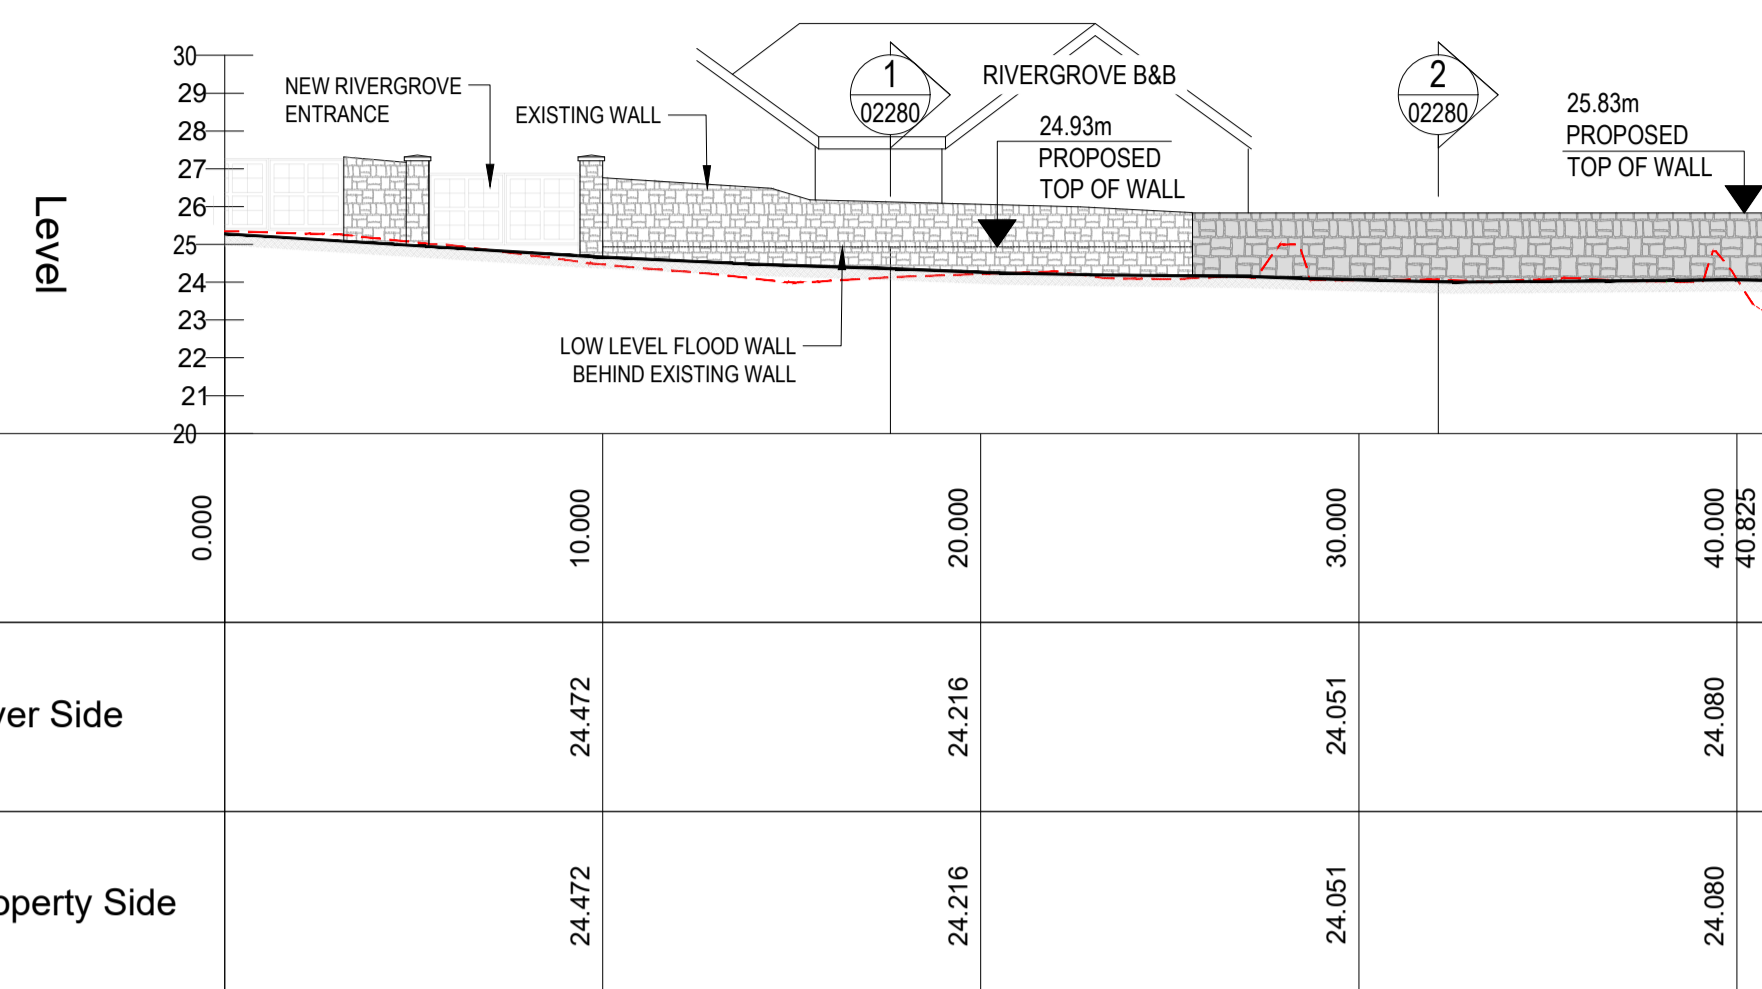 Level
30
29
28
27
26
25
24
23
22
21
20
NEW RIVERGROVE
ENTRANCE
EXISTING WALL
1
02280
RIVERGROVE B&B
24.93m
PROPOSED
TOP OF WALL
2
02280
25.83m
PROPOSED
TOP OF WALL
LOW LEVEL FLOOD WALL
BEHIND EXISTING WALL
0.000
10.000
20.000
30.000
40.000
40.825
ver Side
24.472
24.216
24.051
24.080
operty Side
24.472
24.216
24.051
24.080